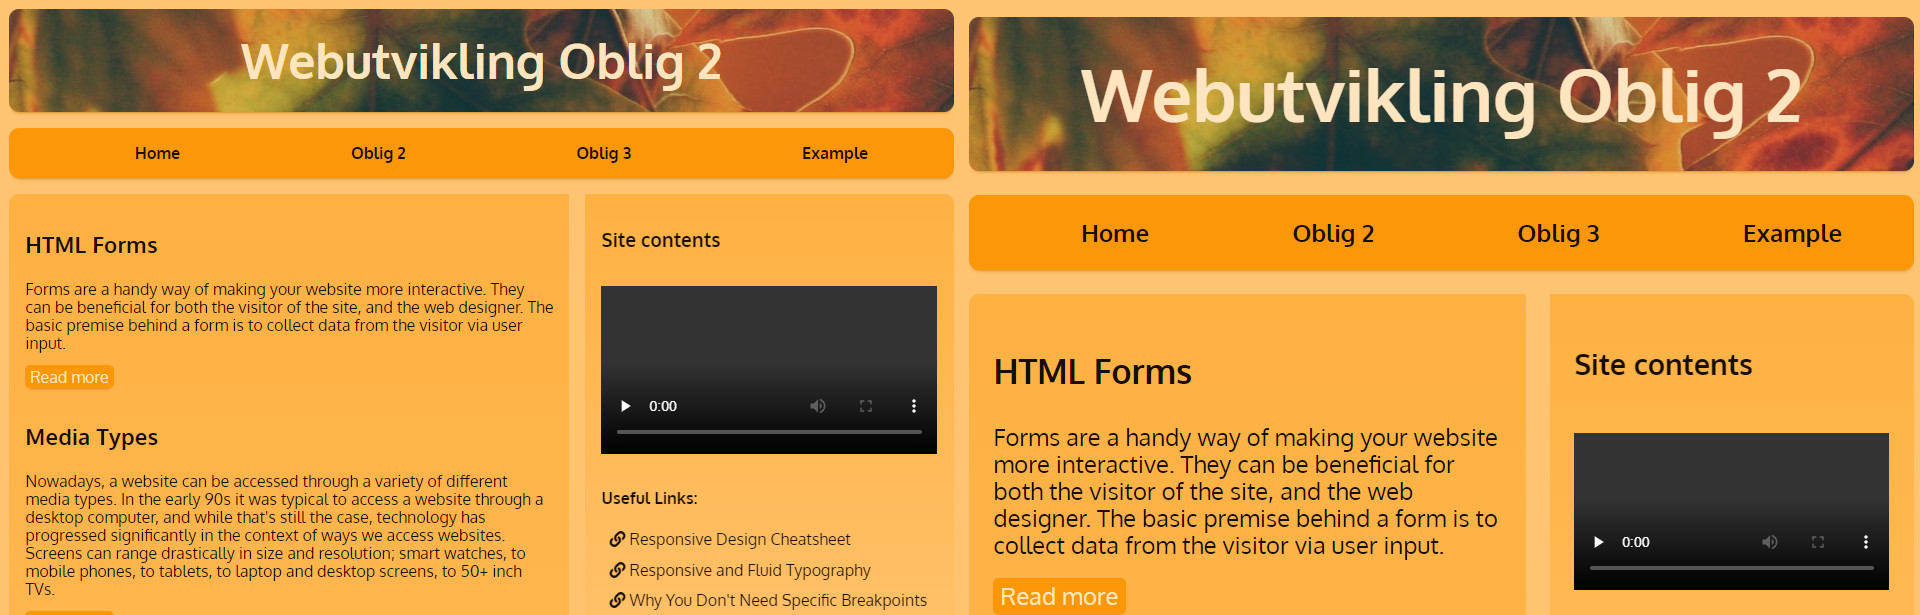 Webutvikling Oblig 2
Home Oblig 2 Oblig 3 Example
HTML Forms
Forms are a handy way of making your website more interactive. They
can be beneficial for both the visitor of the site, and the web designer. The
basic premise behind a form is to collect data from the visitor via user
input.
Read more
Media Types
Nowadays, a website can be accessed through a variety of different
media types. In the early 90s it was typical to access a website through a
desktop computer, and while that's still the case, technology has
progressed significantly in the context of ways we access websites.
Screens can range drastically in size and resolution; smart watches, to
mobile phones, to tablets, to laptop and desktop screens, to 50+ inch
TVs.
Site contents
0:00
Useful Links:
Responsive Design Cheatsheet
Responsive and Fluid Typography
Why You Don't Need Specific Breakpoints
Webutvikling Oblig 2
Home Oblig 2 Oblig 3 Example
HTML Forms
Forms are a handy way of making your website
more interactive. They can be beneficial for
both the visitor of the site, and the web
designer. The basic premise behind a form is to
collect data from the visitor via user input.
Read more
Site contents
0:00